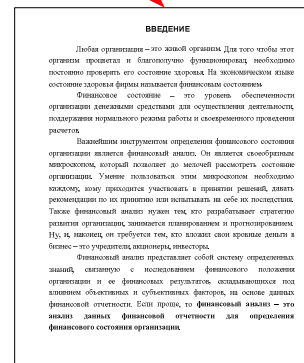 ВВЕДЕНИЕ
Любая организация – это живой организм. Для того чтобы этот
организм процветал и благополучно функционировал, необходимо
постоянно проверять его состояние здоровья. На экономическом языке
состояние здоровья фирмы называется финансовым состоянием.
Финансовое состояние – это уровень обеспеченности
организации денежными средствами для осуществления деятельности,
поддержания нормального режима работы и своевременного проведения
расчетов.
Важнейшим инструментом определения финансового состояния
организации является финансовый анализ. Он является своеобразным
микроскопом, который позволяет до мелочей рассмотреть состояние
организации. Умение пользоваться этим микроскопом необходимо
каждому, кому приходится участвовать в принятии решений, давать
рекомендации по их принятию или испытывать на себе их последствия.
Также финансовый анализ нужен тем, кто разрабатывает стратегию
развития организации, занимается планированием и прогнозированием.
Ну, и, наконец, он требуется тем, кто вложил свои кровные деньги в
бизнес – это учредители, акционеры, инвесторы.
Финансовый анализ представляет собой систему определенных
знаний, связанную с исследованием финансового положения
организации и ее финансовых результатов, складывающихся под
влиянием объективных и субъективных факторов, на основе данных
финансовой отчетности. Если проще, то финансовый анализ – это
анализ данных финансовой отчетности для определения
финансового состояния организации.